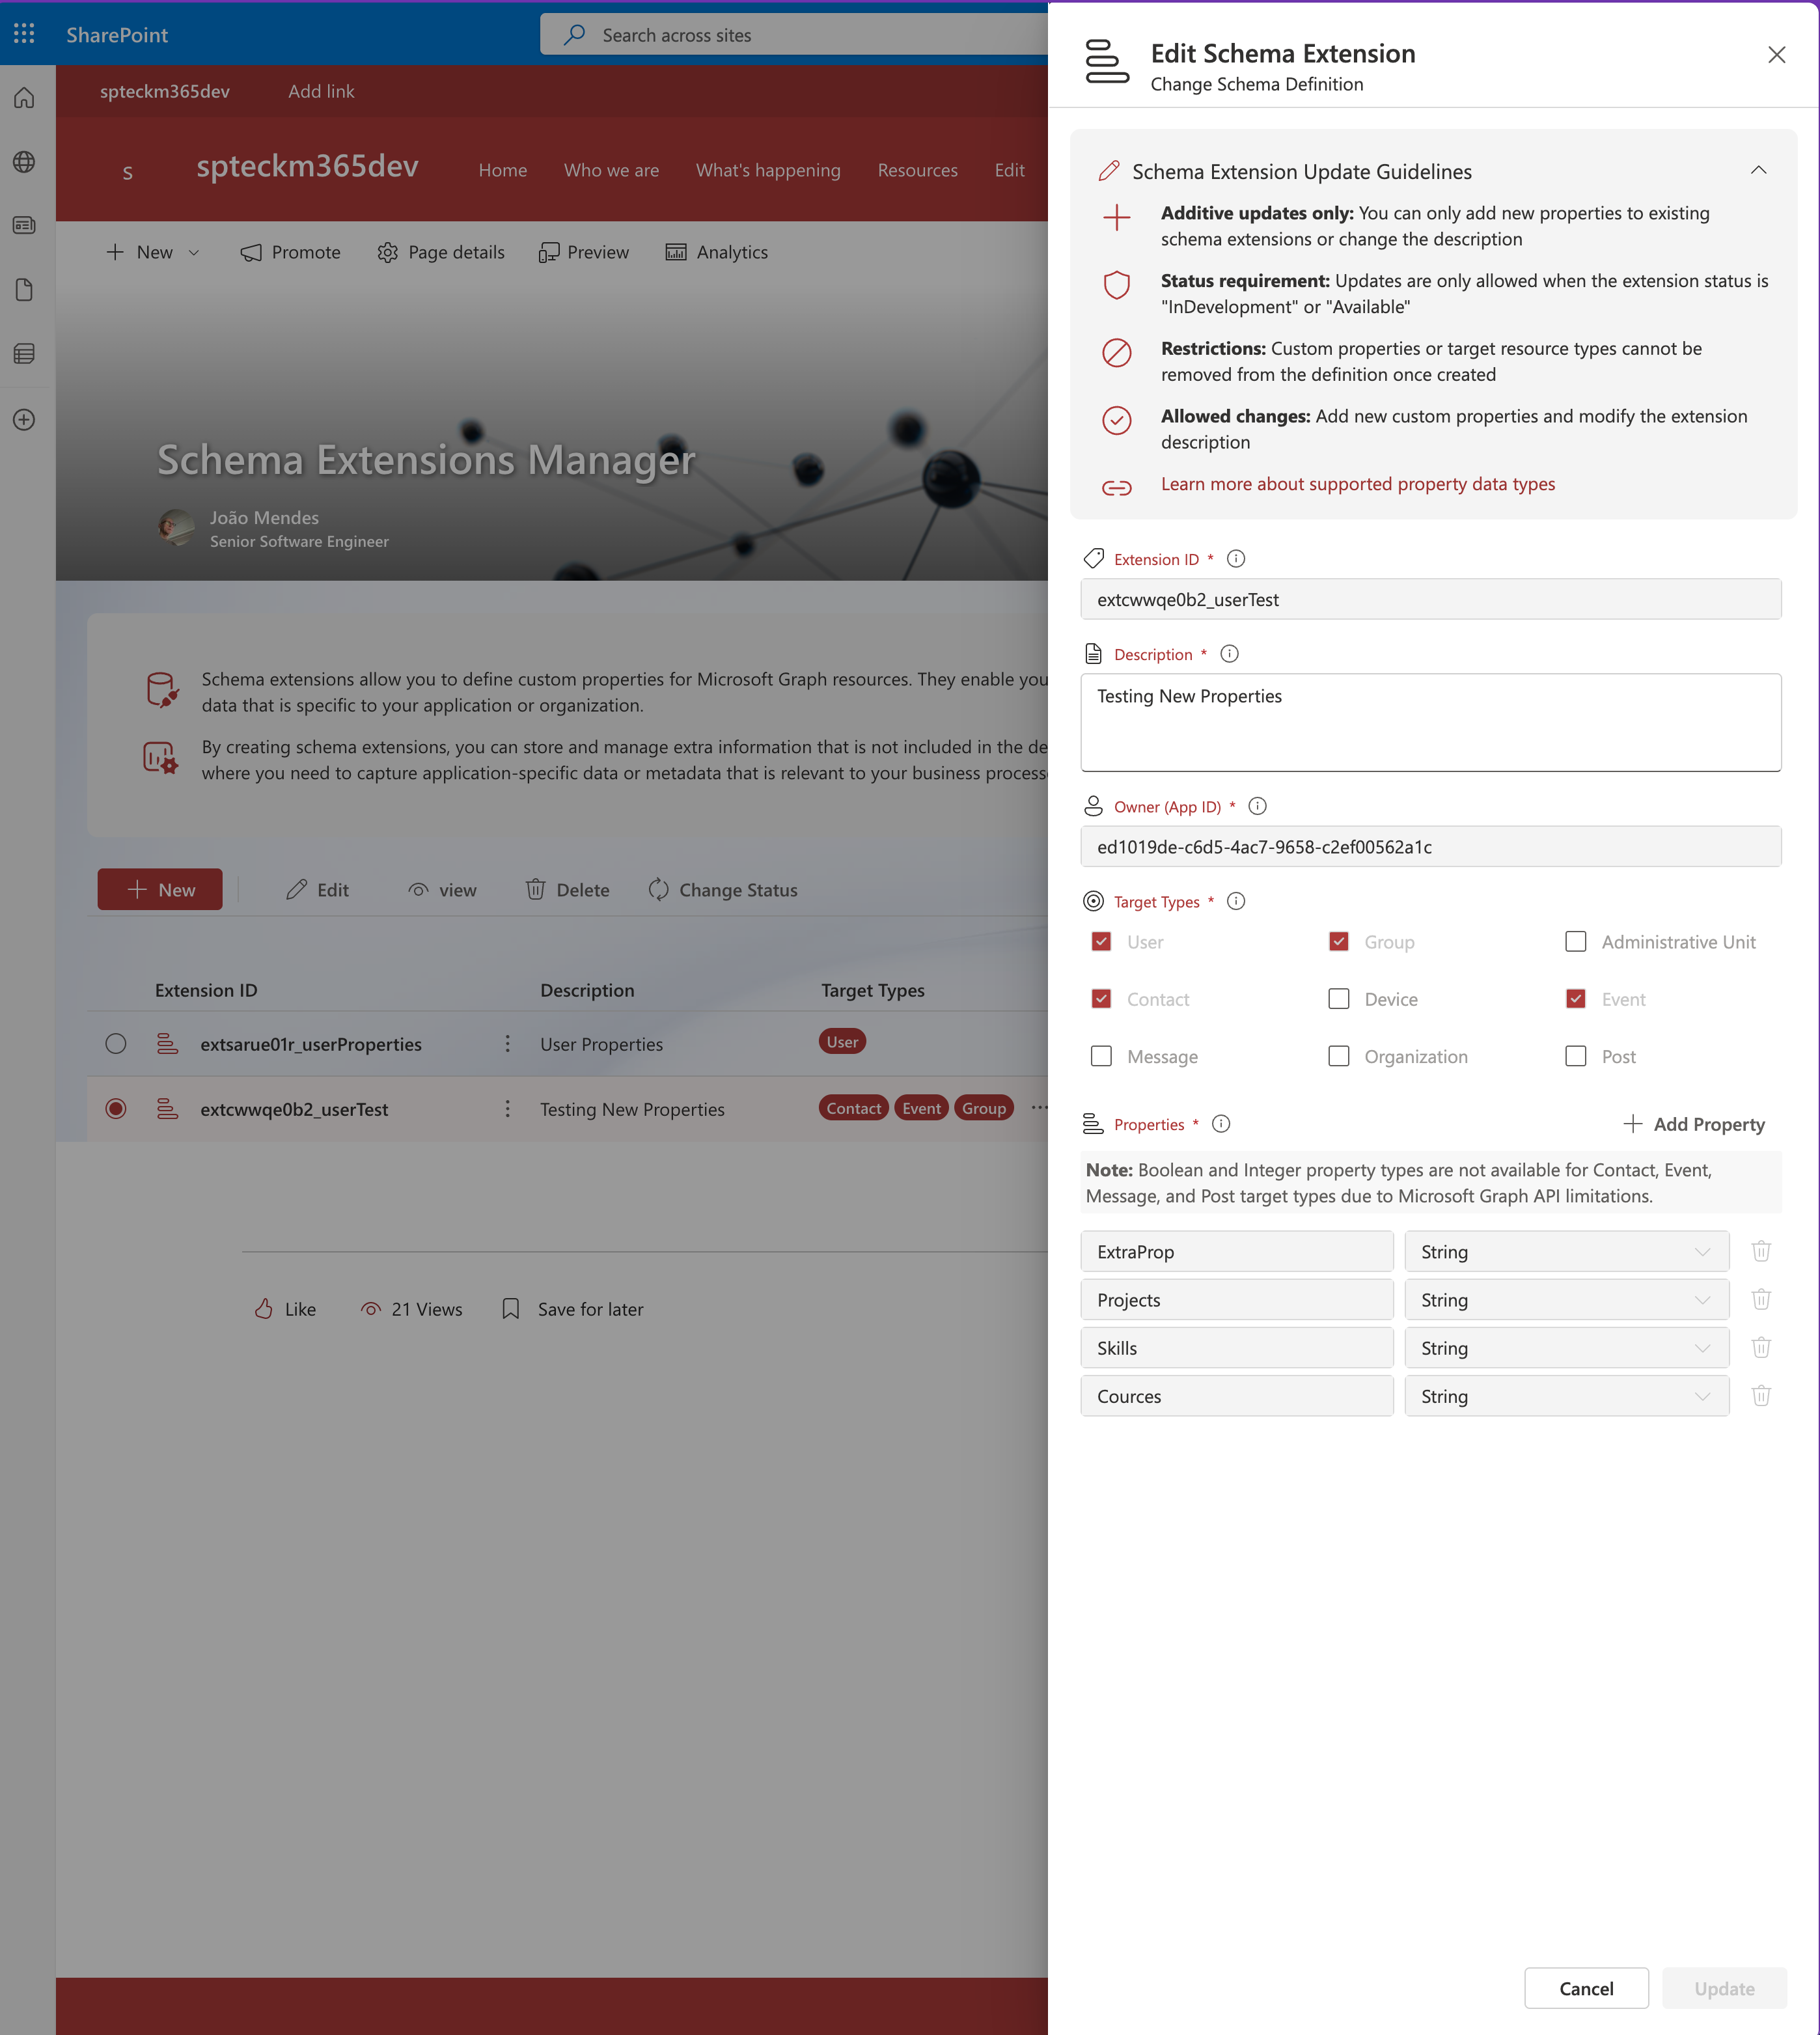 SharePoint
Search across sites
spteckm365dev
Add link
S
spteckm365dev
Home
Who we are
What's happening
Resources
Edit
New
Promote
Page details
Preview
Analytics
Schema Extensions Manager
João Mendes
Senior Software Engineer
Schema extensions allow you to define custom properties for Microsoft Graph resources. They enable you
data that is specific to your application or organization.
By creating schema extensions, you can store and manage extra information that is not included in the de
where you need to capture application-specific data or metadata that is relevant to your business process
New
Edit
view
Delete
Change Status
Extension ID
Description
Target Types
extsarue01r_userProperties
User Properties
User
extcwwqe0b2_userTest
Testing New Properties
Contact
Event
Group
...
Like
21 Views
Save for later
Edit Schema Extension
Change Schema Definition
Schema Extension Update Guidelines
Additive updates only: You can only add new properties to existing
schema extensions or change the description
Status requirement: Updates are only allowed when the extension status is
"InDevelopment" or "Available"
Restrictions: Custom properties or target resource types cannot be
removed from the definition once created
Allowed changes: Add new custom properties and modify the extension
description
Learn more about supported property data types
Extension ID *
extcwwqe0b2_userTest
Description *
Testing New Properties
Owner (App ID) *
ed1019de-c6d5-4ac7-9658-c2ef00562a1c
Target Types *
User
Group
Administrative Unit
Contact
Device
Event
Message
Organization
Post
Properties *
Add Property
Note: Boolean and Integer property types are not available for Contact, Event,
Message, and Post target types due to Microsoft Graph API limitations.
ExtraProp
String
Projects
String
Skills
String
Cources
String
Cancel
Update